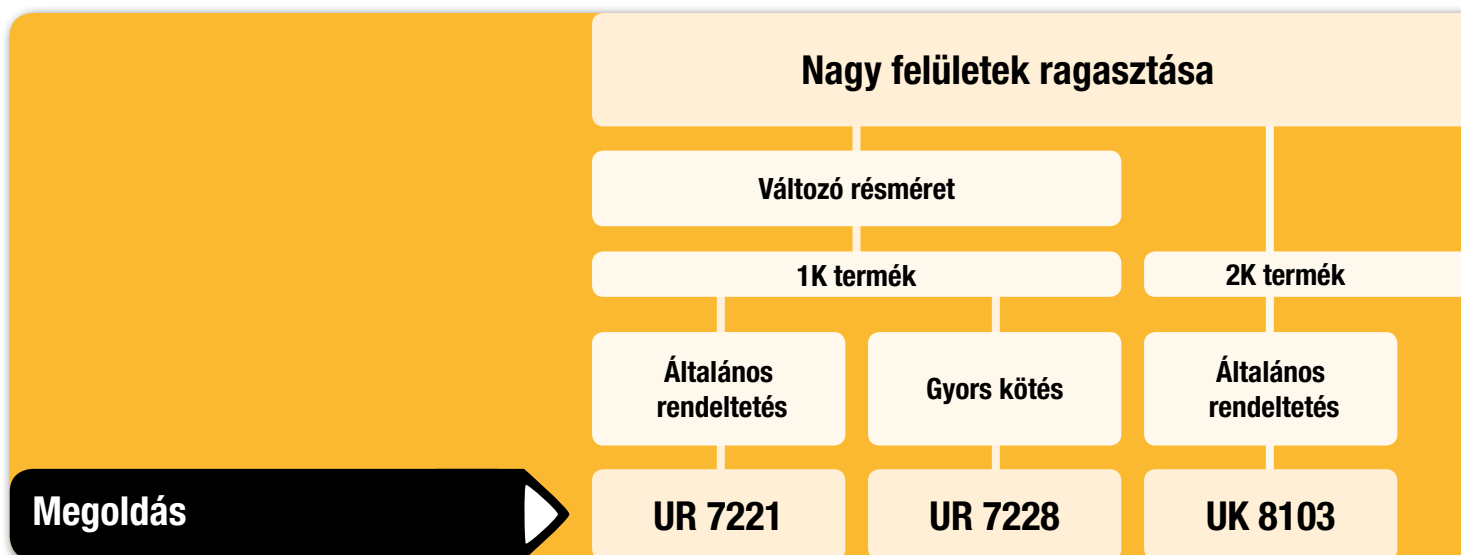 Nagy felületek ragasztása
Változó résméret
1K termék
2K termék
Általános
rendeltetés
Gyors kötés
Általános
rendeltetés
Megoldás
UR 7221
UR 7228
UK 8103